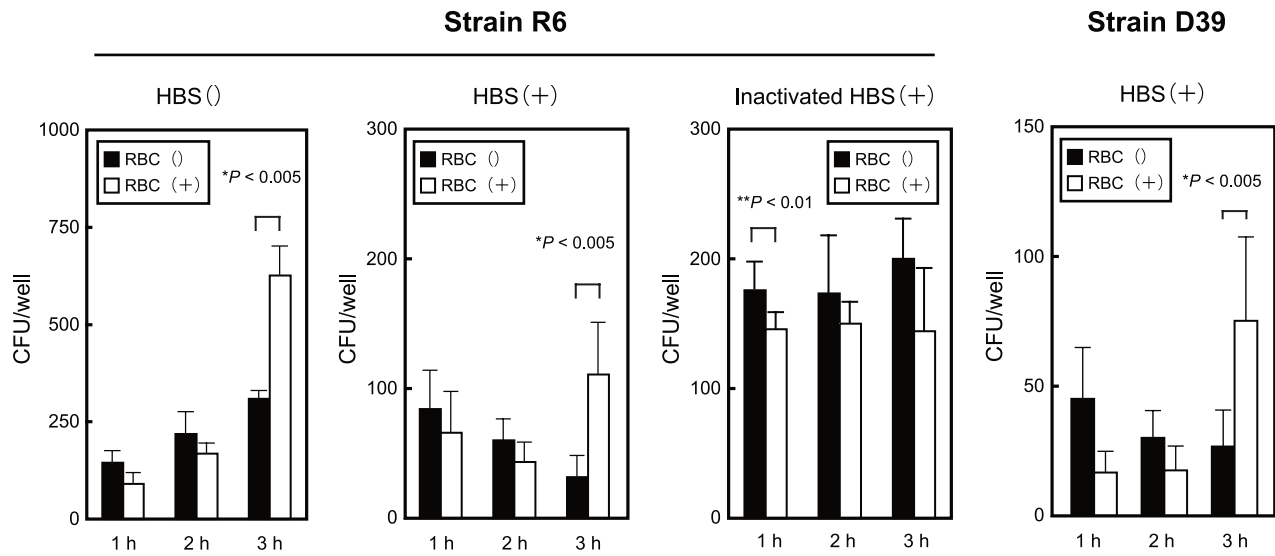 Strain R6
Strain D39
HBS ()
HBS (+)
Inactivated HBS (+)
HBS (+)
1000
750
500
250
0
CFU/well
RBC ()
RBC (+)
*P < 0.005
1 h 2 h 3 h
300
200
100
0
CFU/well
RBC ()
RBC (+)
*P < 0.005
1 h 2 h 3 h
300
200
100
0
CFU/well
RBC ()
RBC (+)
**P < 0.01
1 h 2 h 3 h
150
100
50
0
CFU/well
RBC ()
RBC (+)
*P < 0.005
1 h 2 h 3 h